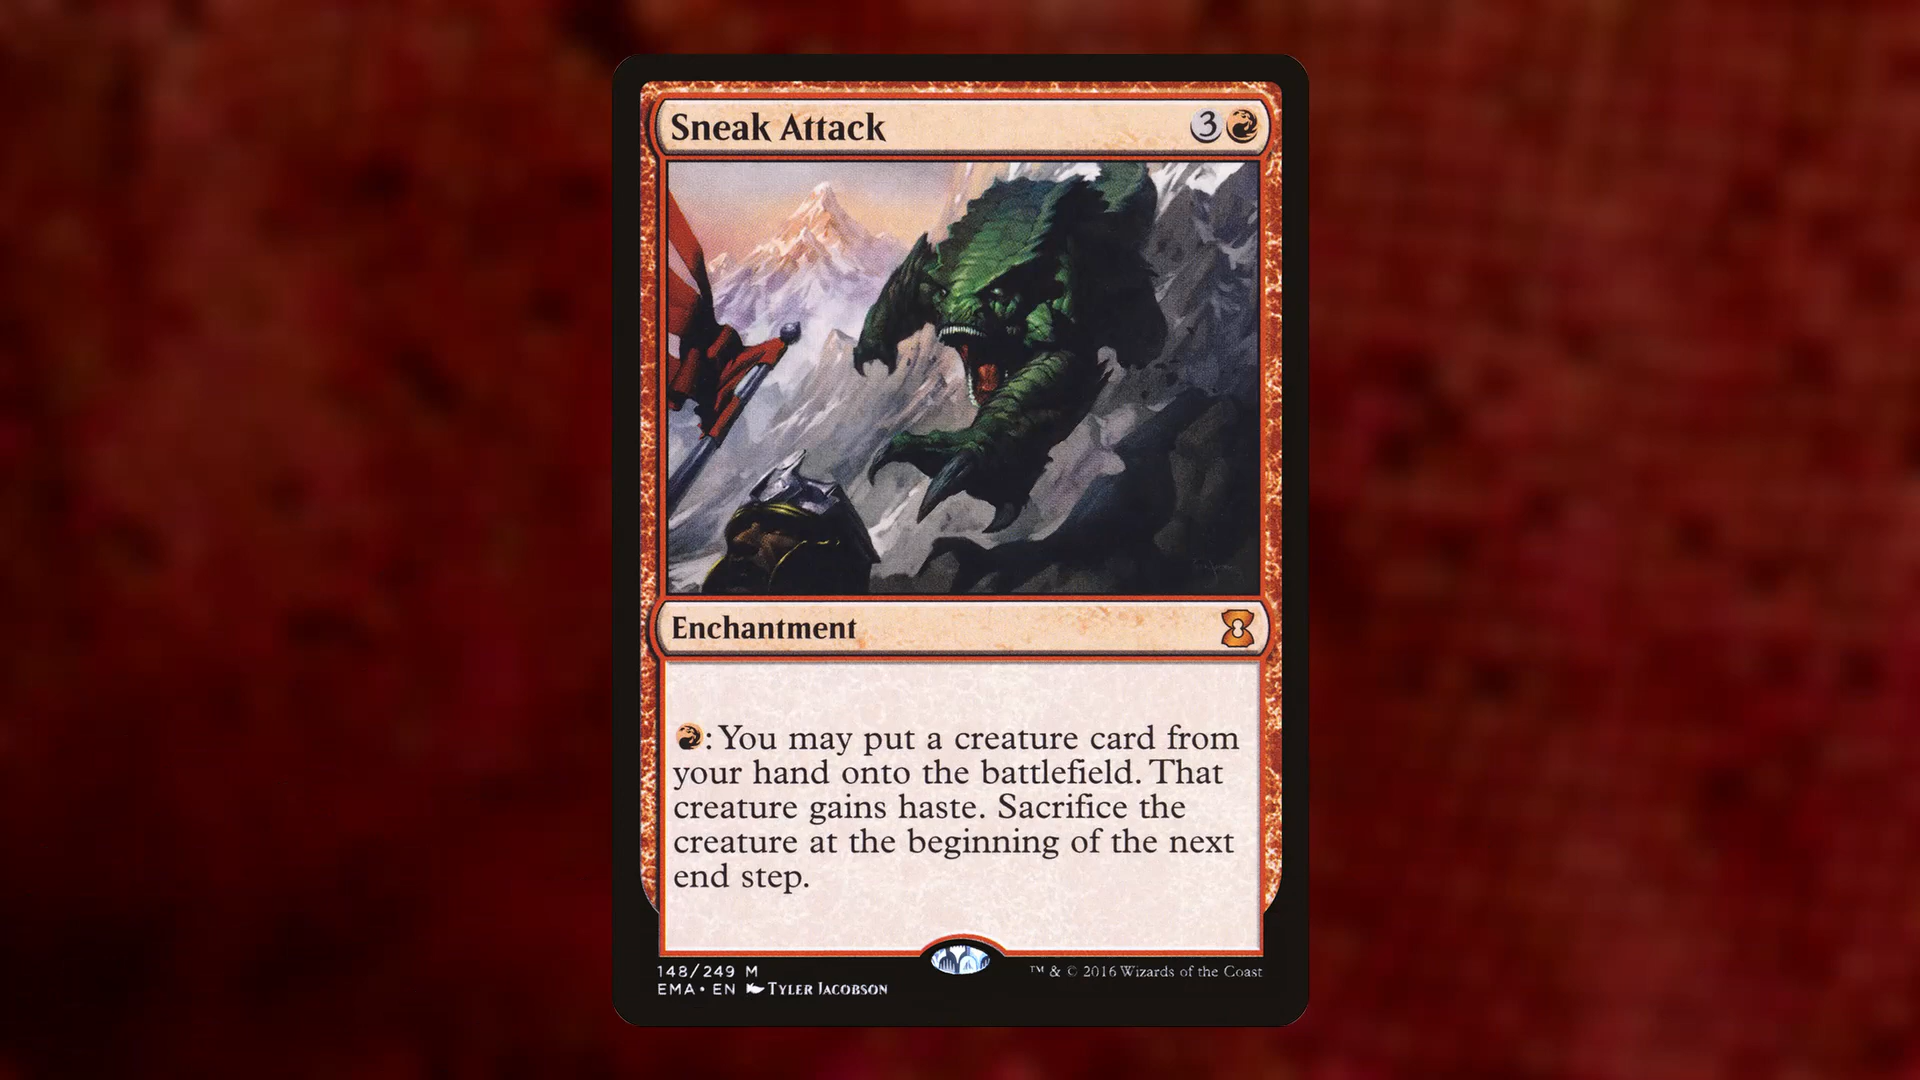 Sneak Attack 3
Enchantment
: You may put a creature card from
your hand onto the battlefield. That
creature gains haste. Sacrifice the
creature at the beginning of the next
end step.
148/249 M
™ & © 2016 Wizards of the Coast
EMA • EN Tyler Jacobson